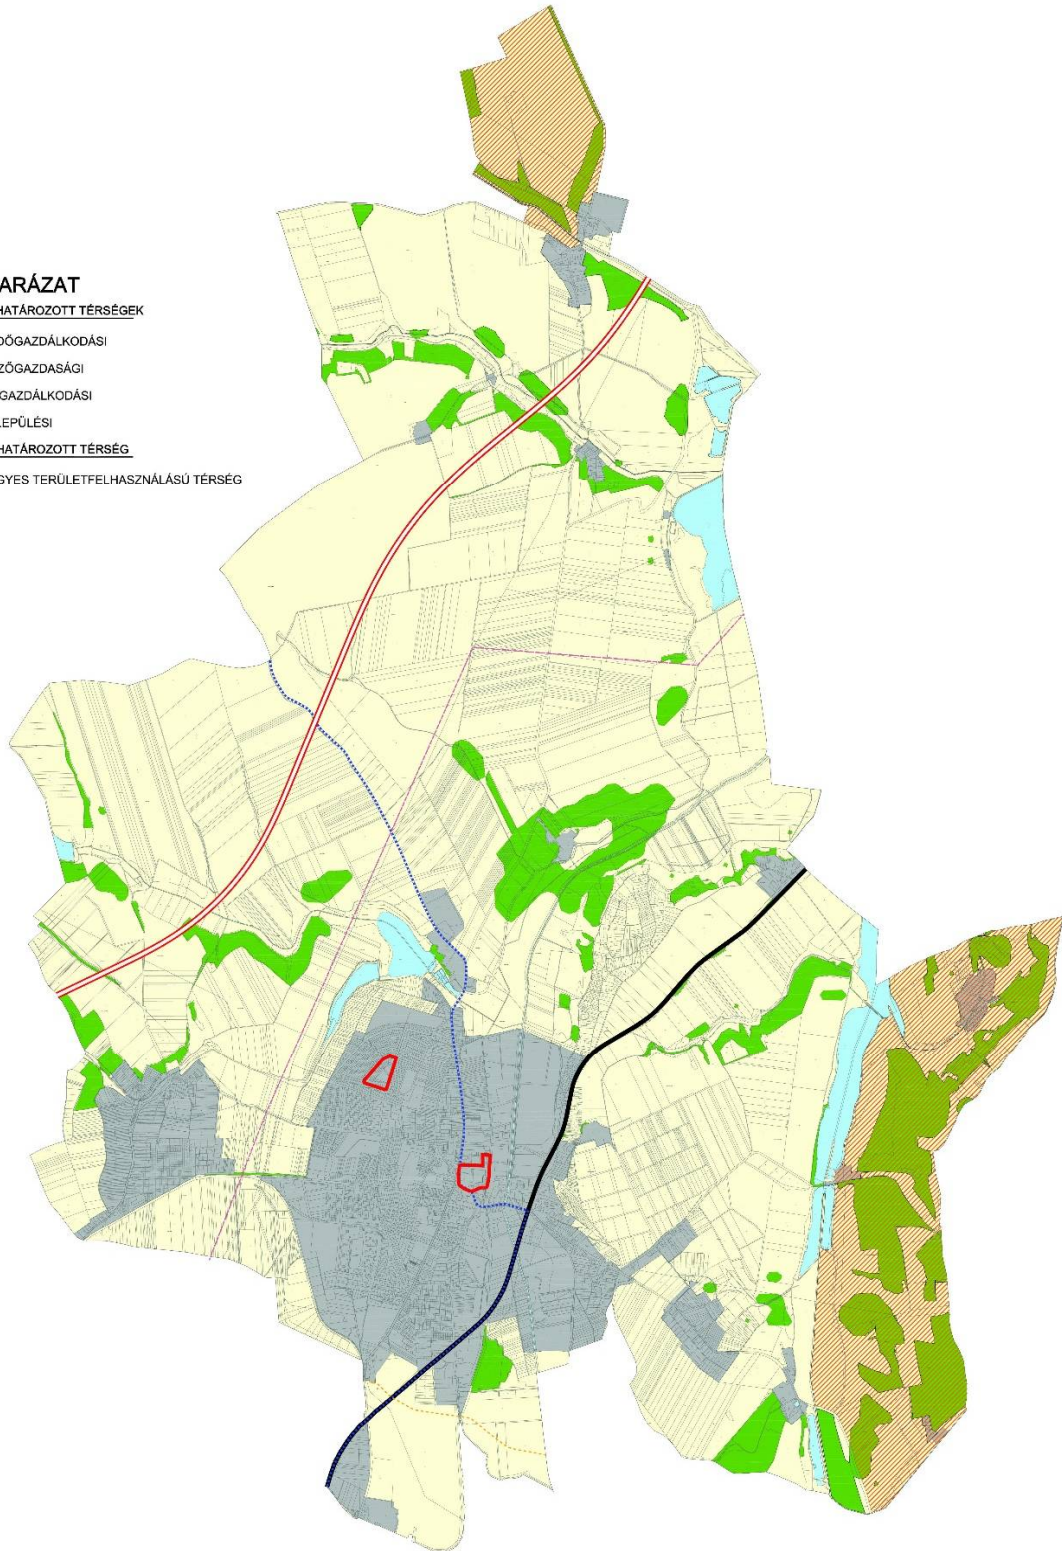 ARÁZAT
HATÁROZOTT TÉRSÉGEK
DŐGAZDÁLKODÁSI
ZŐGAZDASÁGI
GAZDÁLKODÁSI
LEPÜLÉSI
HATÁROZOTT TÉRSÉG
GYES TERÜLETFELHASZNÁLÁSÚ TÉRSÉG